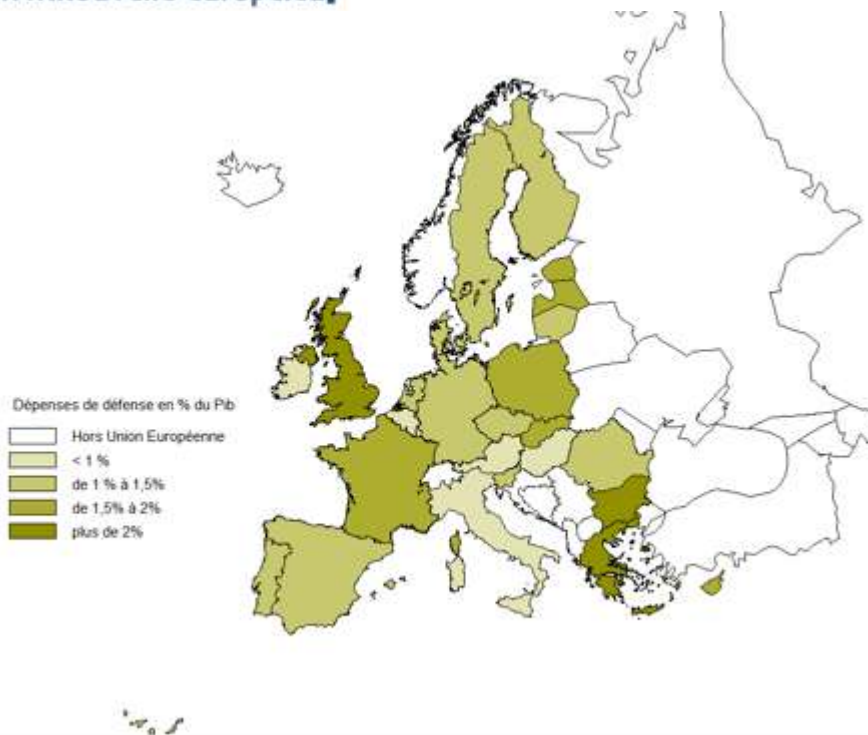 Dépenses de défense en % du Pib
Hors Union Européenne
< 1 %
de 1 % à 1,5%
de 1,5% à 2%
plus de 2%